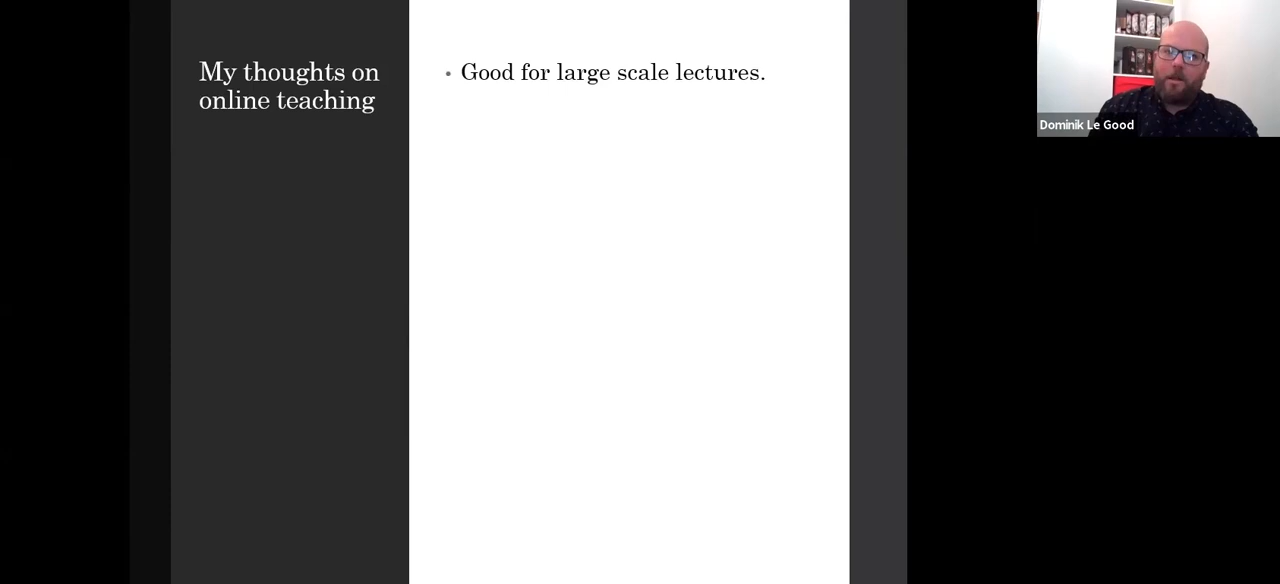 My thoughts on
online teaching
• Good for large scale lectures.
Dominik Le Good